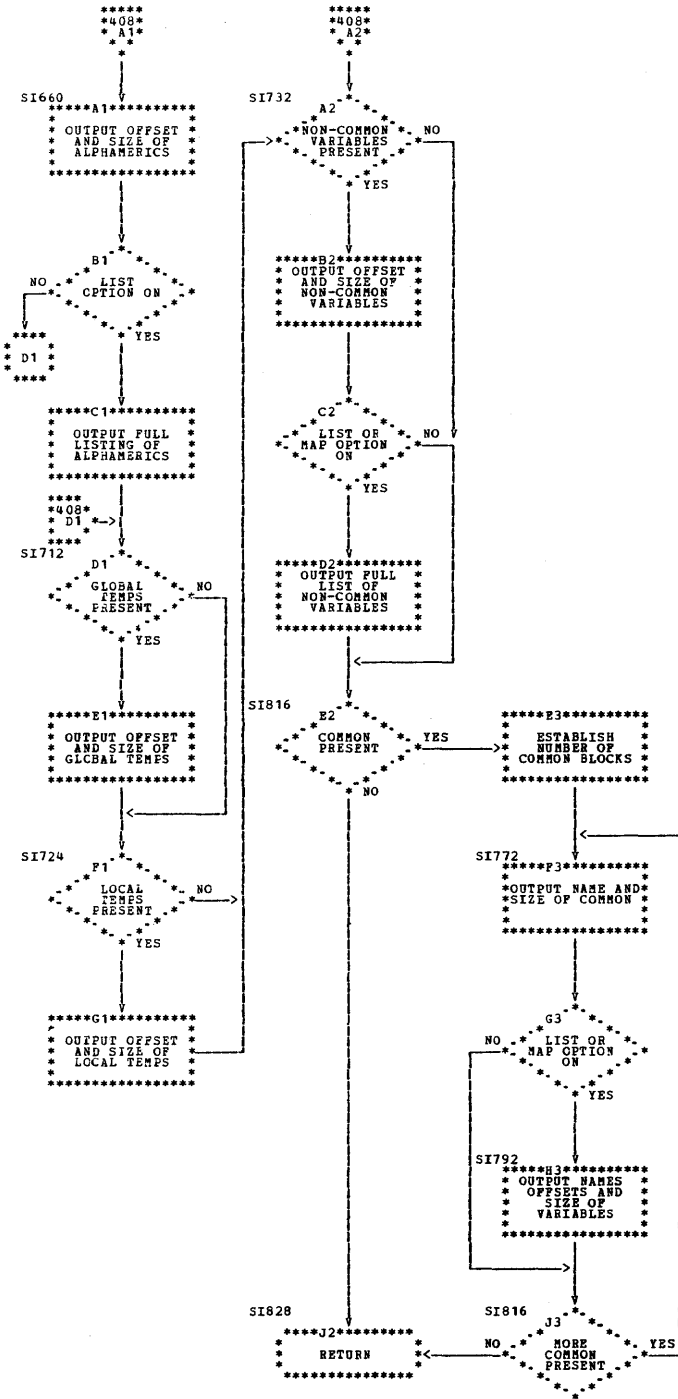 408
A1
SI660
A1
OUTPUT OFFSET
AND SIZE OF
ALPHAMERICS
B1
LIST
OPTION ON
NO
YES
D1
C1
OUTPUT FULL
LISTING OF
ALPHAMERICS
408
D1
SI712
D1
GLOBAL
TEMPS
PRESENT
NO
YES
E1
OUTPUT OFFSET
AND SIZE OF
GLOBAL TEMPS
SI724
F1
LOCAL
TEMPS
PRESENT
NO
YES
G1
OUTPUT OFFSET
AND SIZE OF
LOCAL TEMPS
408
A2
SI732
A2
NON-COMMON
VARIABLES
PRESENT
NO
YES
B2
OUTPUT OFFSET
AND SIZE OF
NON-COMMON
VARIABLES
C2
LIST OR
MAP OPTION
ON
NO
YES
D2
OUTPUT FULL
LIST OF
NON-COMMON
VARIABLES
SI816
E2
COMMON
PRESENT
YES
NO
E3
ESTABLISH
NUMBER OF
COMMON BLOCKS
SI772
F3
OUTPUT NAME AND
SIZE OF COMMON
G3
LIST OR
MAP OPTION
ON
NO
YES
SI792
H3
OUTPUT NAMES
OFFSETS AND
SIZE OF
VARIABLES
SI816
J3
MORE
COMMON
PRESENT
NO
YES
SI828
J2
RETURN